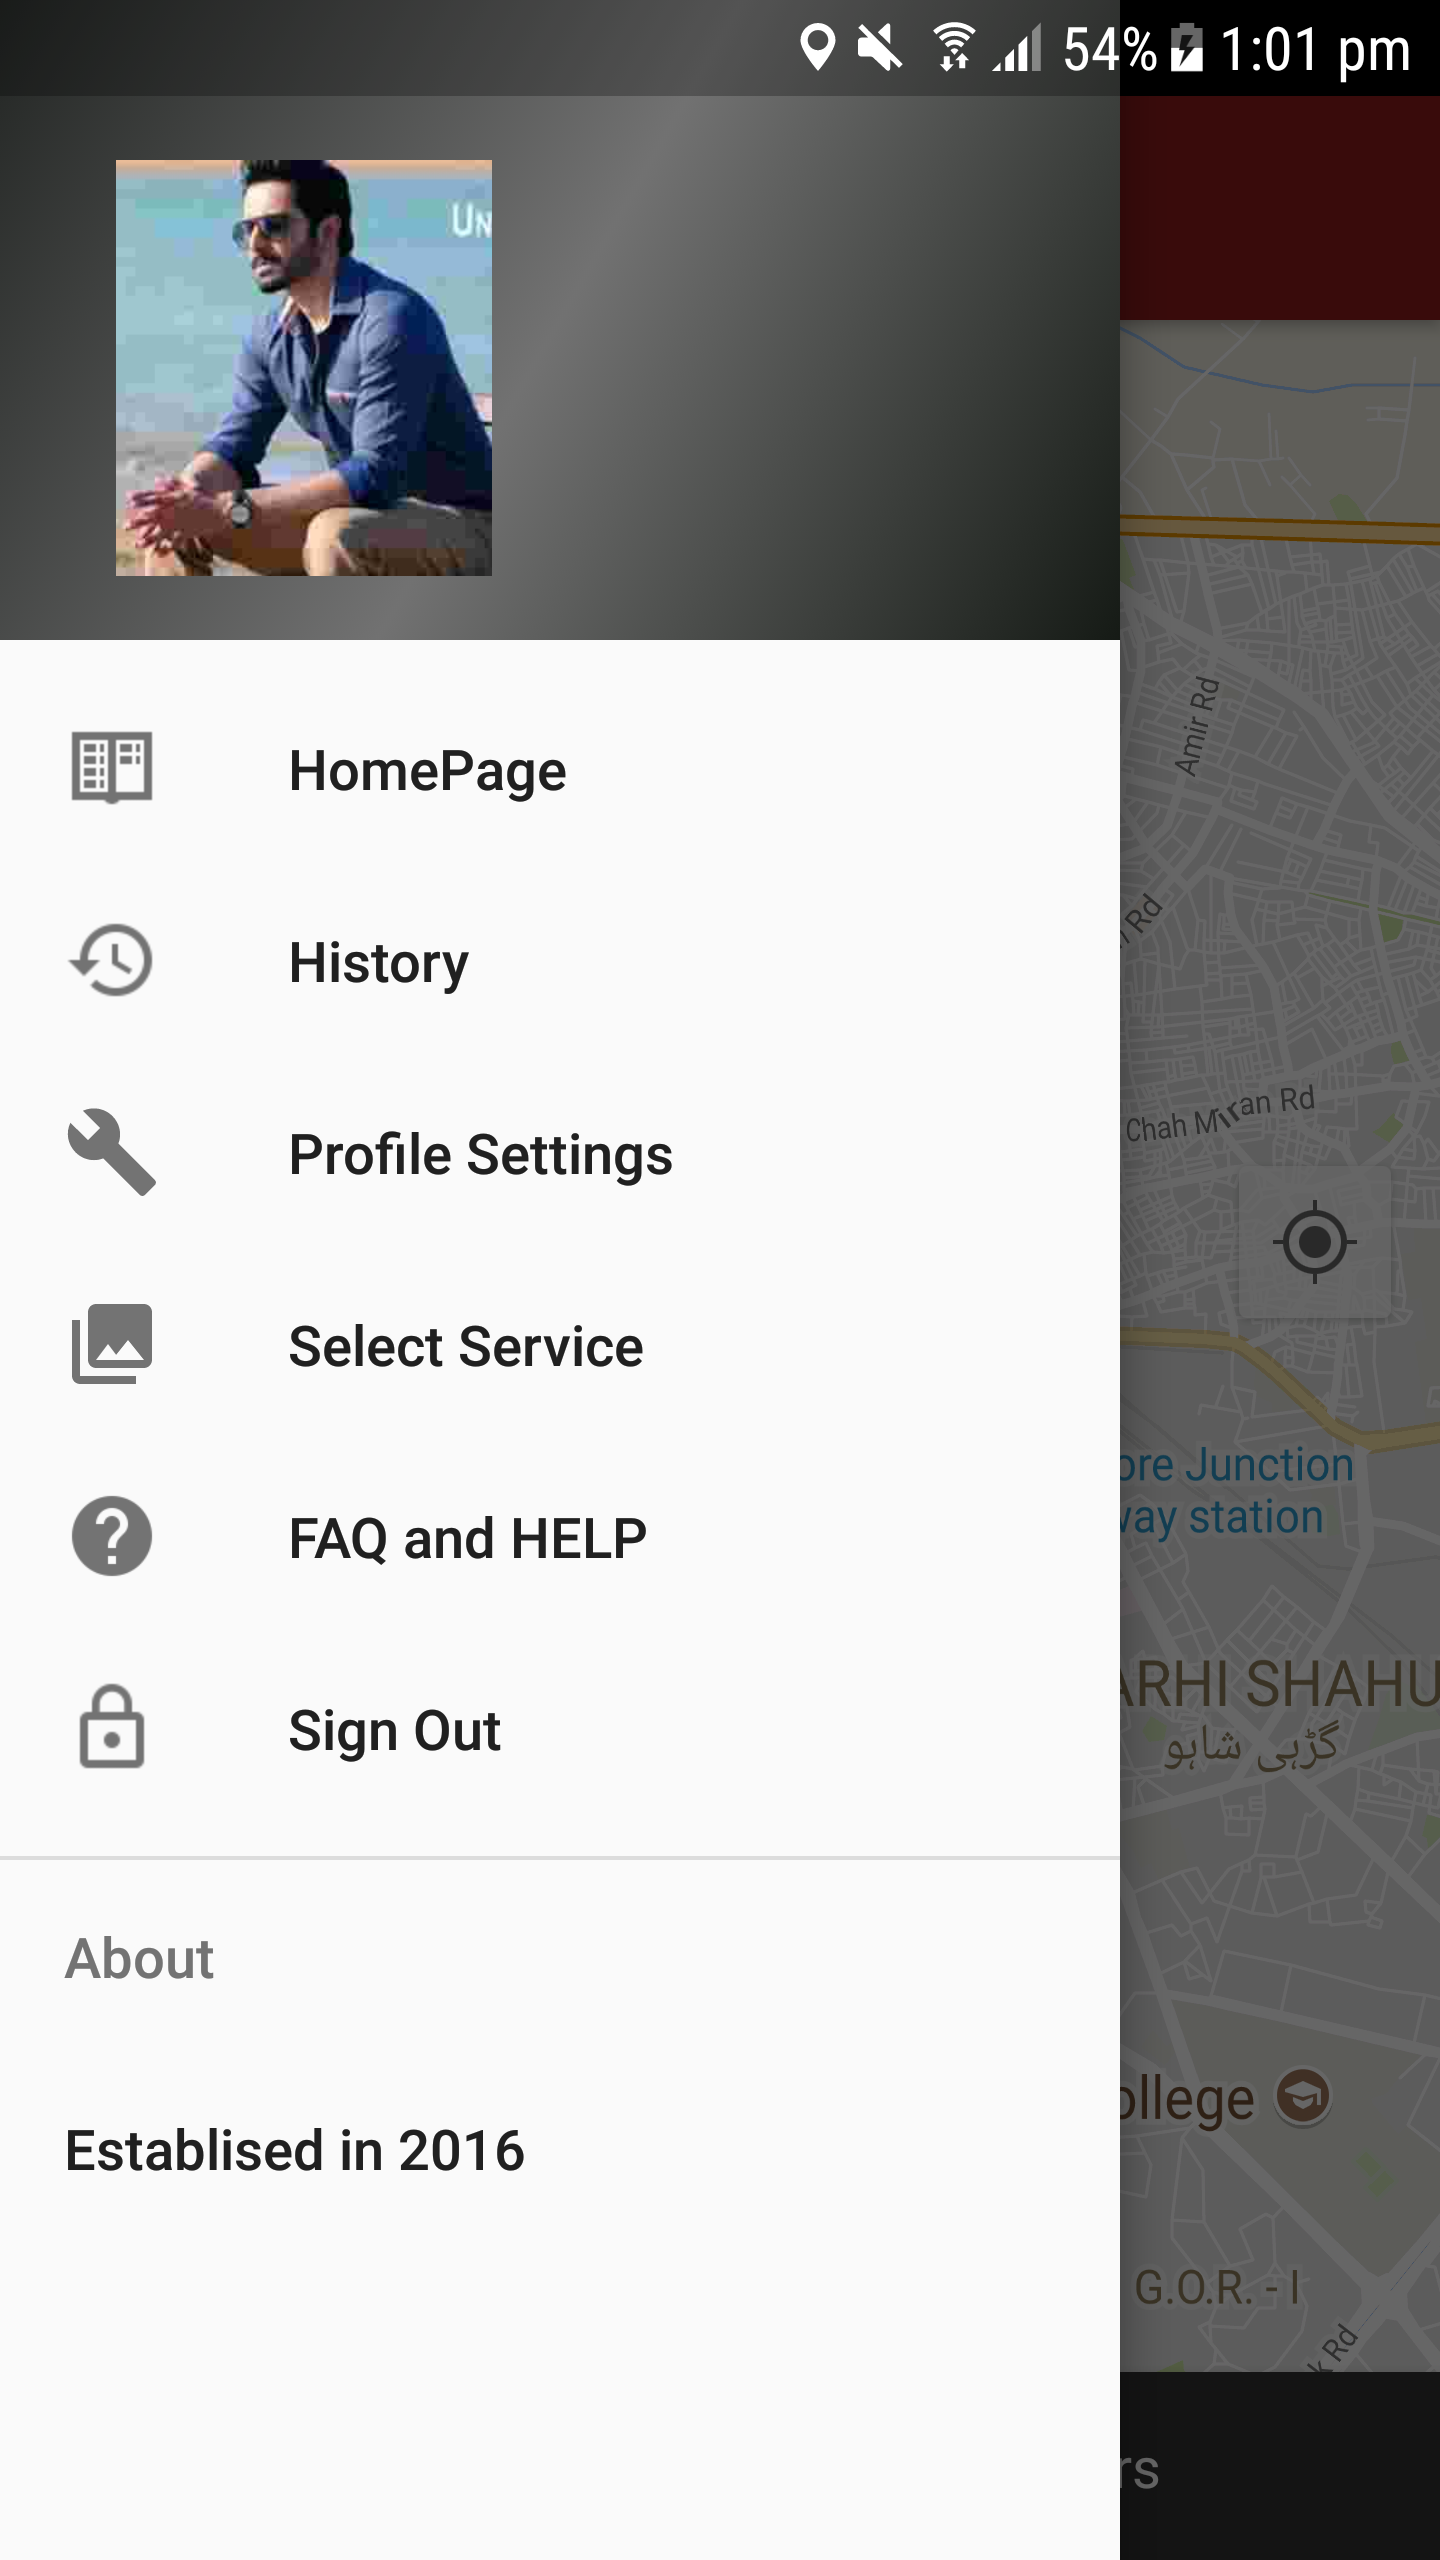 54% 1:01 pm
UN
HomePage
History
Profile Settings
Select Service
FAQ and HELP
Sign Out
About
Establised in 2016
Amir Rd
Rd
Chah Miran Rd
ore Junction
way station
ARHI SHAHU
گڑہی شاہو
ollege
G.O.R. - I
k Rd
rs